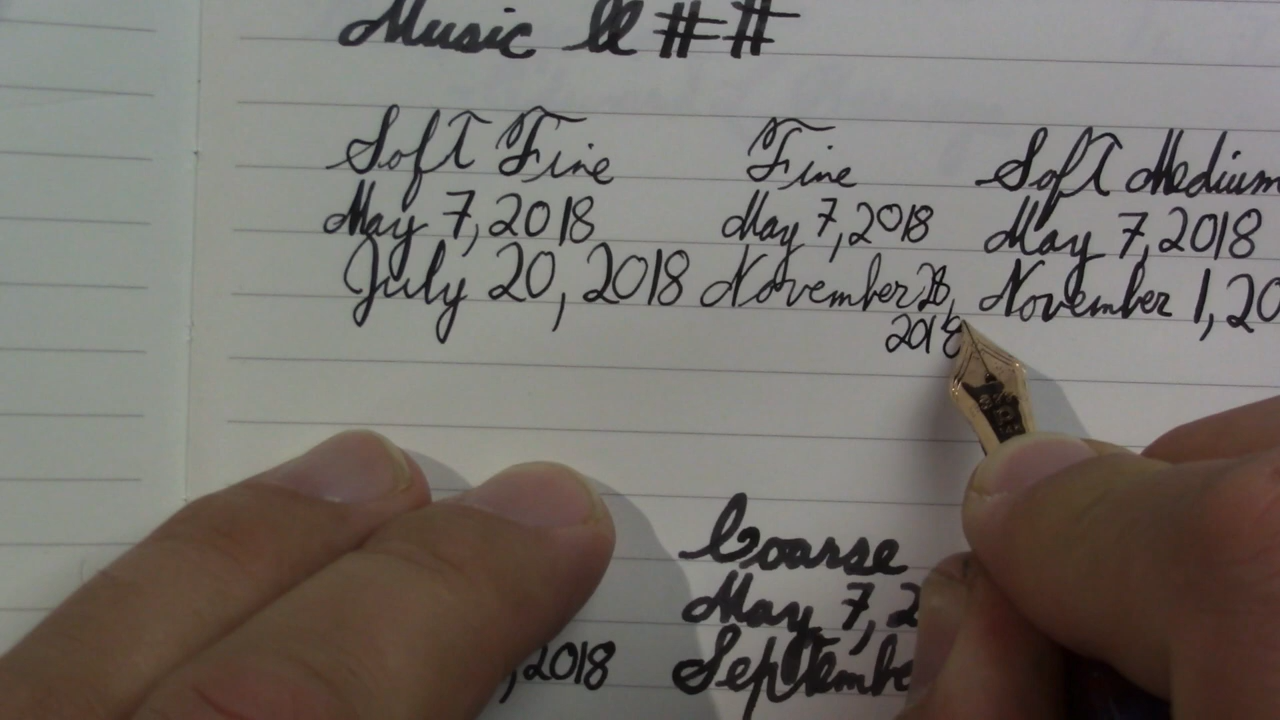 Music ll ##
Soft Fine
May 7, 2018
July 20, 2018
Fine
May 7, 2018
November 28,
2018
Soft Medium
May 7, 2018
November 1, 20
Coarse
May 7, 2
Septembe
, 2018